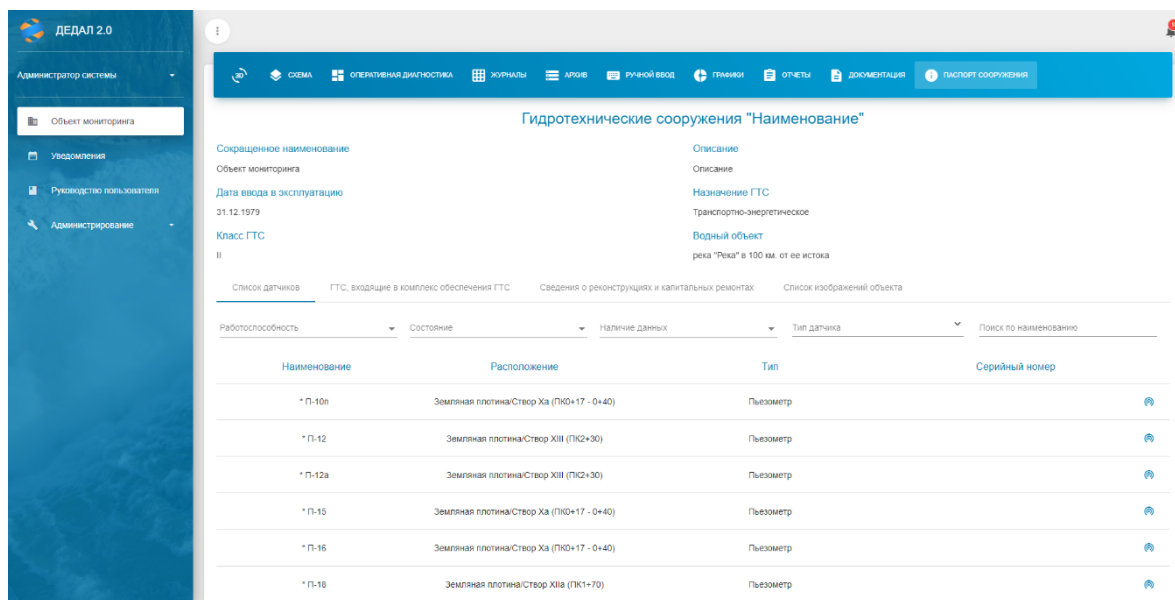 ДЕДАЛ 2.0
Администратор системы
Объект мониторинга
Уведомления
Руководство пользователя
Администрирование
3D СХЕМА ОПЕРАТИВНАЯ ДИАГНОСТИКА ЖУРНАЛЫ АРХИВ РУЧНОЙ ВВОД ГРАФИКИ ОТЧЕТЫ ДОКУМЕНТАЦИЯ ПАСПОРТ СООРУЖЕНИЯ
Гидротехнические сооружения "Наименование"
Сокращенное наименование Описание
Объект мониторинга Описание
Дата ввода в эксплуатацию Назначение ГТС
31.12.1979 Транспортно-энергетическое
Класс ГТС Водный объект
II река "Река" в 100 км. от ее истока
Список датчиков ГТС, входящие в комплекс обеспечения ГТС Сведения о реконструкциях и капитальных ремонтах Список изображений объекта
Работоспособность Состояние Наличие данных Тип датчика Поиск по наименованию
Наименование Расположение Тип Серийный номер
* П-10п Земляная плотина/Створ Xa (ПК0+17 - 0+40) Пьезометр
* П-12 Земляная плотина/Створ XIII (ПК2+30) Пьезометр
* П-12а Земляная плотина/Створ XIII (ПК2+30) Пьезометр
* П-15 Земляная плотина/Створ Xa (ПК0+17 - 0+40) Пьезометр
* П-16 Земляная плотина/Створ Xa (ПК0+17 - 0+40) Пьезометр
* П-18 Земляная плотина/Створ XIIa (ПК1+70) Пьезометр